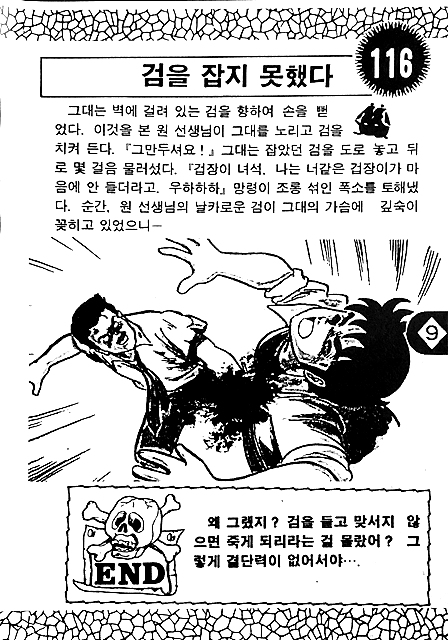 116
검을 잡지 못했다
그대는 벽에 걸려 있는 검을 향하여 손을 뻗
었다. 이것을 본 원 선생님이 그대를 노리고 검을
치켜 든다. 『그만두셔요!』 그대는 잡았던 검을 도로 놓고 뒤
로 몇 걸음 물러섰다. 『겁장이 녀석. 나는 너같은 겁장이가 마
음에 안 들더라고. 우하하하』 망령이 조롱 섞인 폭소를 토해냈
다. 순간, 원 선생님의 날카로운 검이 그대의 가슴에 깊숙이
꽂히고 있었으니—
9
왜 그랬지? 검을 들고 맞서지 않
으면 죽게 되리라는 걸 몰랐어? 그
렇게 결단력이 없어서야…
END